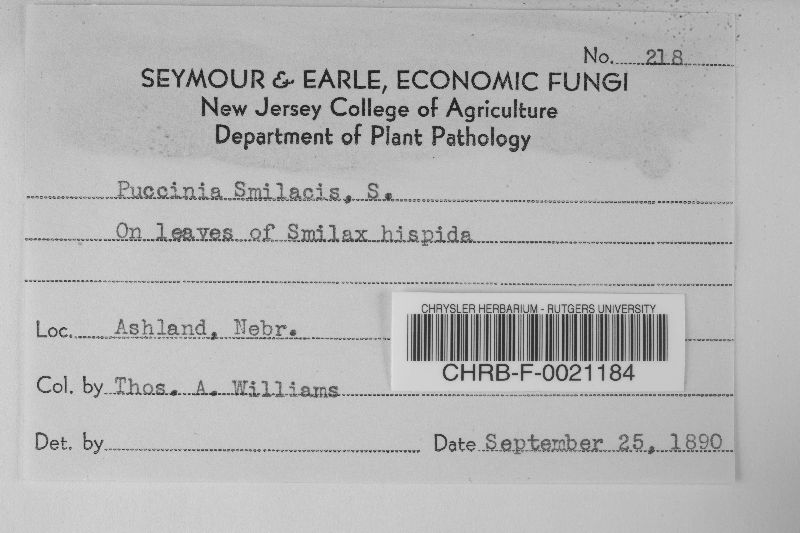 No. 218
SEYMOUR & EARLE, ECONOMIC FUNGI
New Jersey College of Agriculture
Department of Plant Pathology
Puccinia Smilacis, S.
On leaves of Smilax hispida
Loc. Ashland, Nebr.
CHRYSLER HERBARIUM - RUTGERS UNIVERSITY
CHRB-F-0021184
Col. by Thos. A. Williams
Det. by
Date September 25, 1890